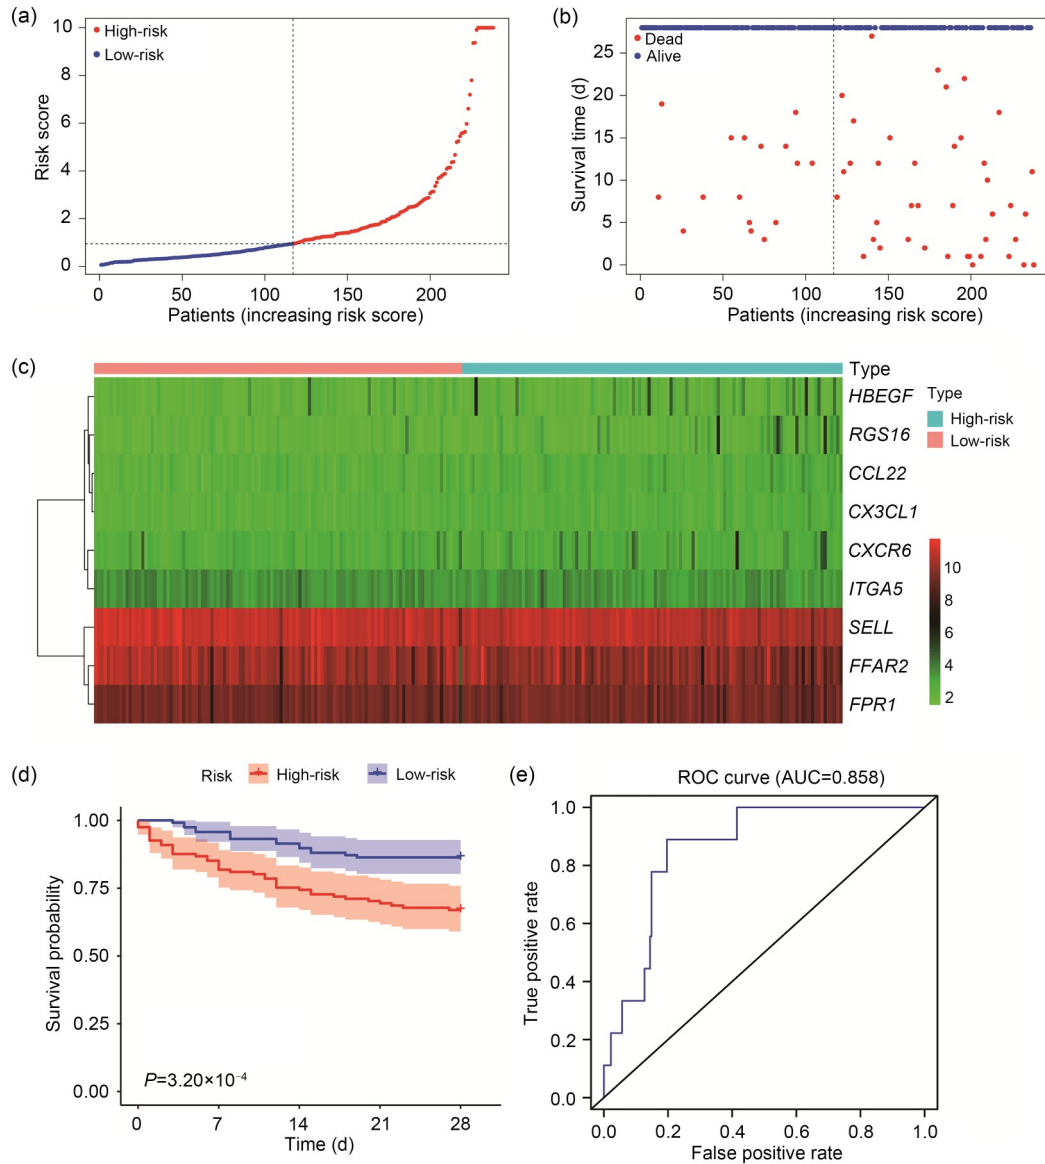 (a)
High-risk
Low-risk
Risk score
10
8
6
4
2
0
0 50 100 150 200
Patients (increasing risk score)
(b)
Dead
Alive
Survival time (d)
25
20
15
10
5
0
0 50 100 150 200
Patients (increasing risk score)
(c)
Type
HBEGF
RGS16
CCL22
CX3CL1
CXCR6
ITGA5
SELL
FFAR2
FPR1
Type
High-risk
Low-risk
10
8
6
4
2
(d)
Risk High-risk Low-risk
Survival probability
1.00
0.75
0.50
0.25
0.00
P=3.20×10⁻⁴
0 7 14 21 28
Time (d)
(e)
ROC curve (AUC=0.858)
True positive rate
1.0
0.8
0.6
0.4
0.2
0.0
0.0 0.2 0.4 0.6 0.8 1.0
False positive rate